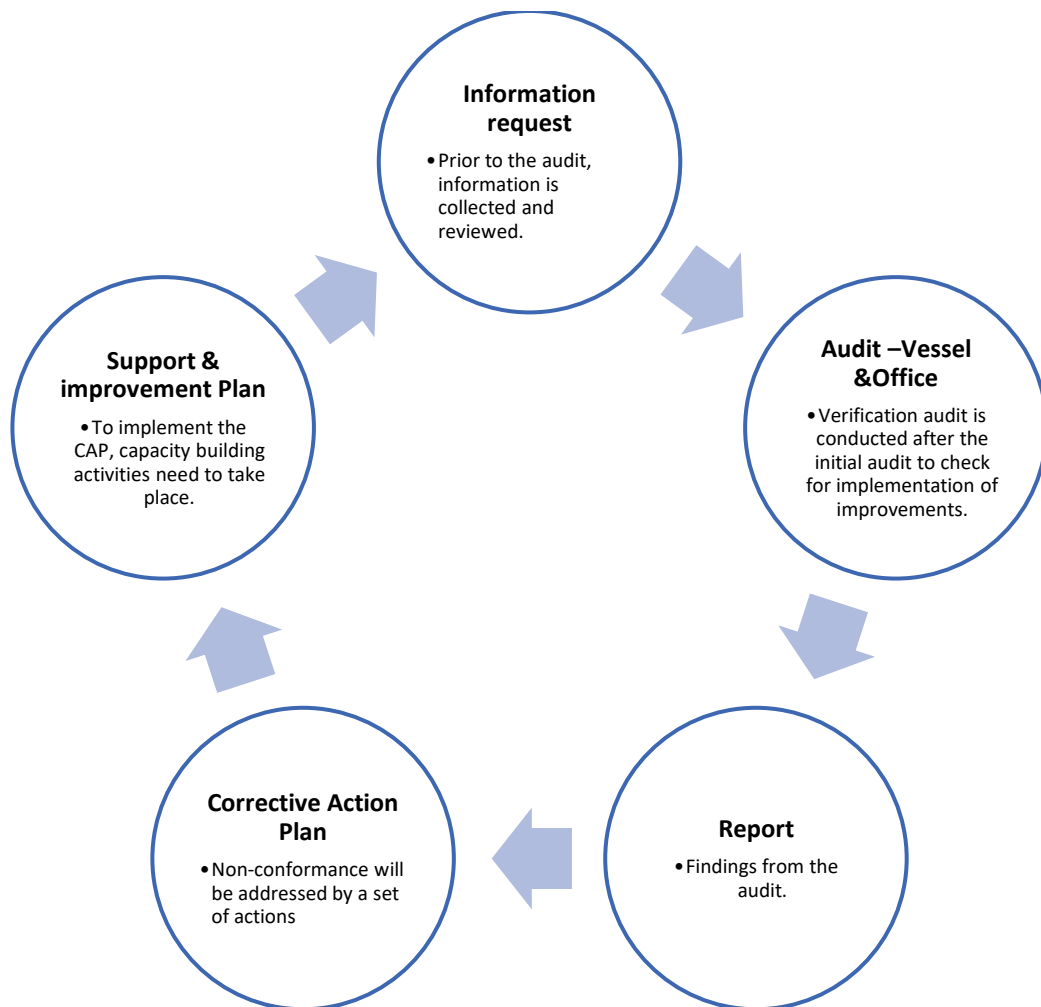 Information
request
•Prior to the audit,
information is
collected and
reviewed.
Audit –Vessel
&Office
•Verification audit is
conducted after the
initial audit to check
for implementation of
improvements.
Report
•Findings from the
audit.
Corrective Action
Plan
•Non-conformance will
be addressed by a set
of actions
Support &
improvement Plan
•To implement the
CAP, capacity building
activities need to take
place.